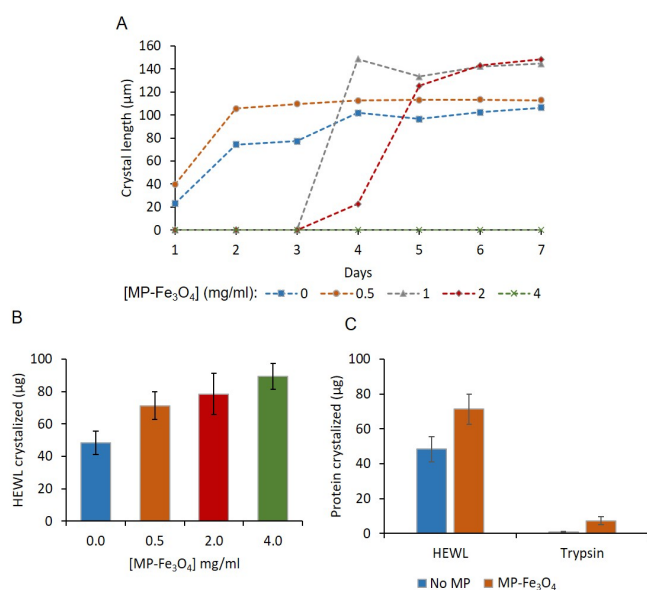 A
Crystal length (µm)
160
140
120
100
80
60
40
20
0
1 2 3 4 5 6 7
Days
[MP-Fe₃O₄] (mg/ml): 0 0.5 1 2 4
B
HEWL crystalized (µg)
100
80
60
40
20
0
0.0 0.5 2.0 4.0
[MP-Fe₃O₄] mg/ml
C
Protein crystalized (µg)
100
80
60
40
20
0
HEWL Trypsin
No MP MP-Fe₃O₄